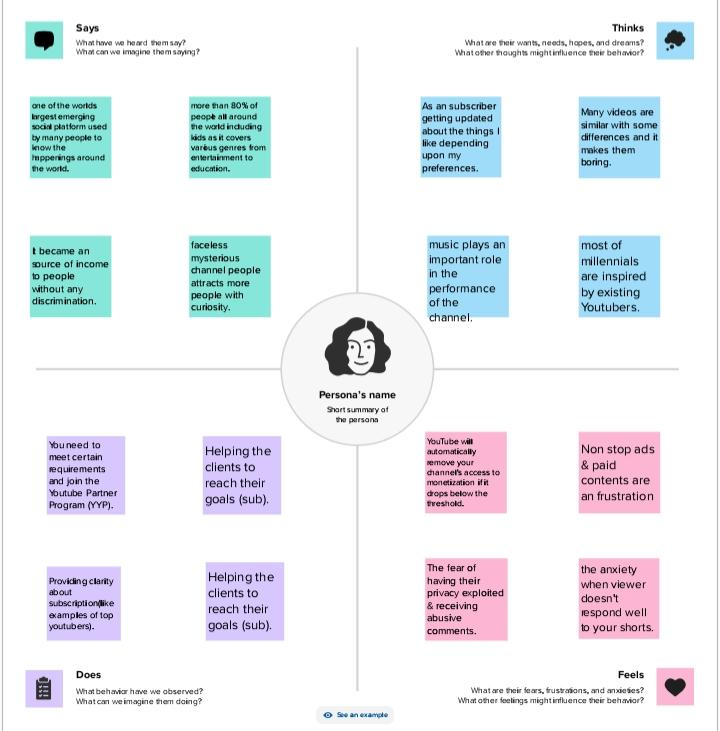 Says
What have we heard them say?
What can we imagine them saying?
Thinks
What are their wants, needs, hopes, and dreams?
What other thoughts might influence their behavior?
one of the worlds
largest emerging
social platform used
by many people to
know the
happenings around
the world.
more than 80% of
people all around
the world including
kids as it covers
various genres from
entertainment to
education.
As an subscriber
getting updated
about the things I
like depending
upon my
preferences.
Many videos are
similar with some
differences and it
makes them
boring.
It became an
source of income
to people
without any
discrimination.
faceless
mysterious
channel people
attracts more
people with
curiosity.
music plays an
important role
in the
performance
of the
channel.
most of
millennials
are inspired
by existing
Youtubers.
Persona's name
Short summary of
the persona
You need to
meet certain
requirements
and join the
Youtube Partner
Program (YYP).
Helping the
clients to
reach their
goals (sub).
YouTube will
automatically
remove your
channel's access to
monetization if it
drops below the
threshold.
Non stop ads
& paid
contents are
an frustration
Providing clarity
about
subscription(like
examples of top
youtubers).
Helping the
clients to
reach their
goals (sub).
The fear of
having their
privacy exploited
& receiving
abusive
comments.
the anxiety
when viewer
doesn't
respond well
to your shorts.
Does
What behavior have we observed?
What can we imagine them doing?
Feels
What are their fears, frustrations, and anxieties?
What other feelings might influence their behavior?
See an example